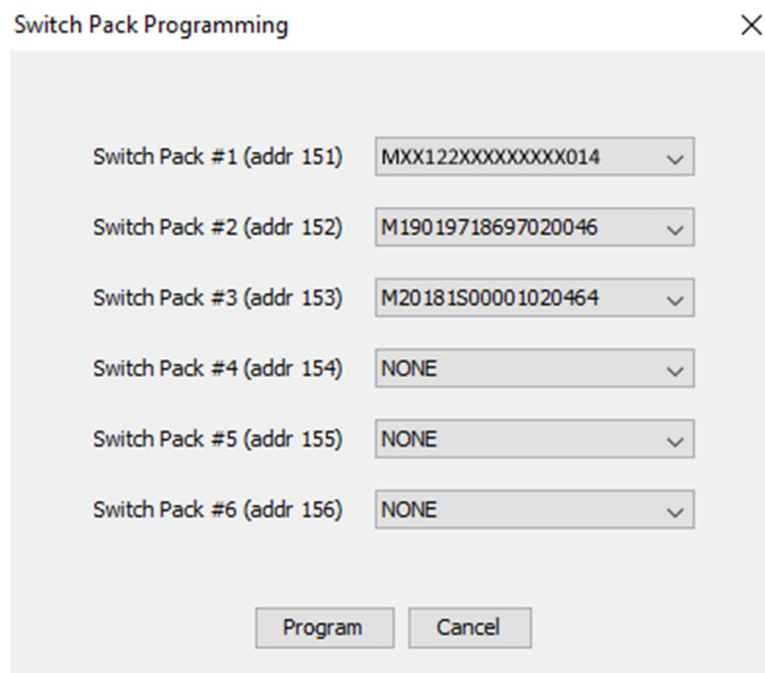 Switch Pack Programming
Switch Pack #1 (addr 151) MXX122XXXXXXXXX014
Switch Pack #2 (addr 152) M19019718697020046
Switch Pack #3 (addr 153) M20181S00001020464
Switch Pack #4 (addr 154) NONE
Switch Pack #5 (addr 155) NONE
Switch Pack #6 (addr 156) NONE
Program Cancel